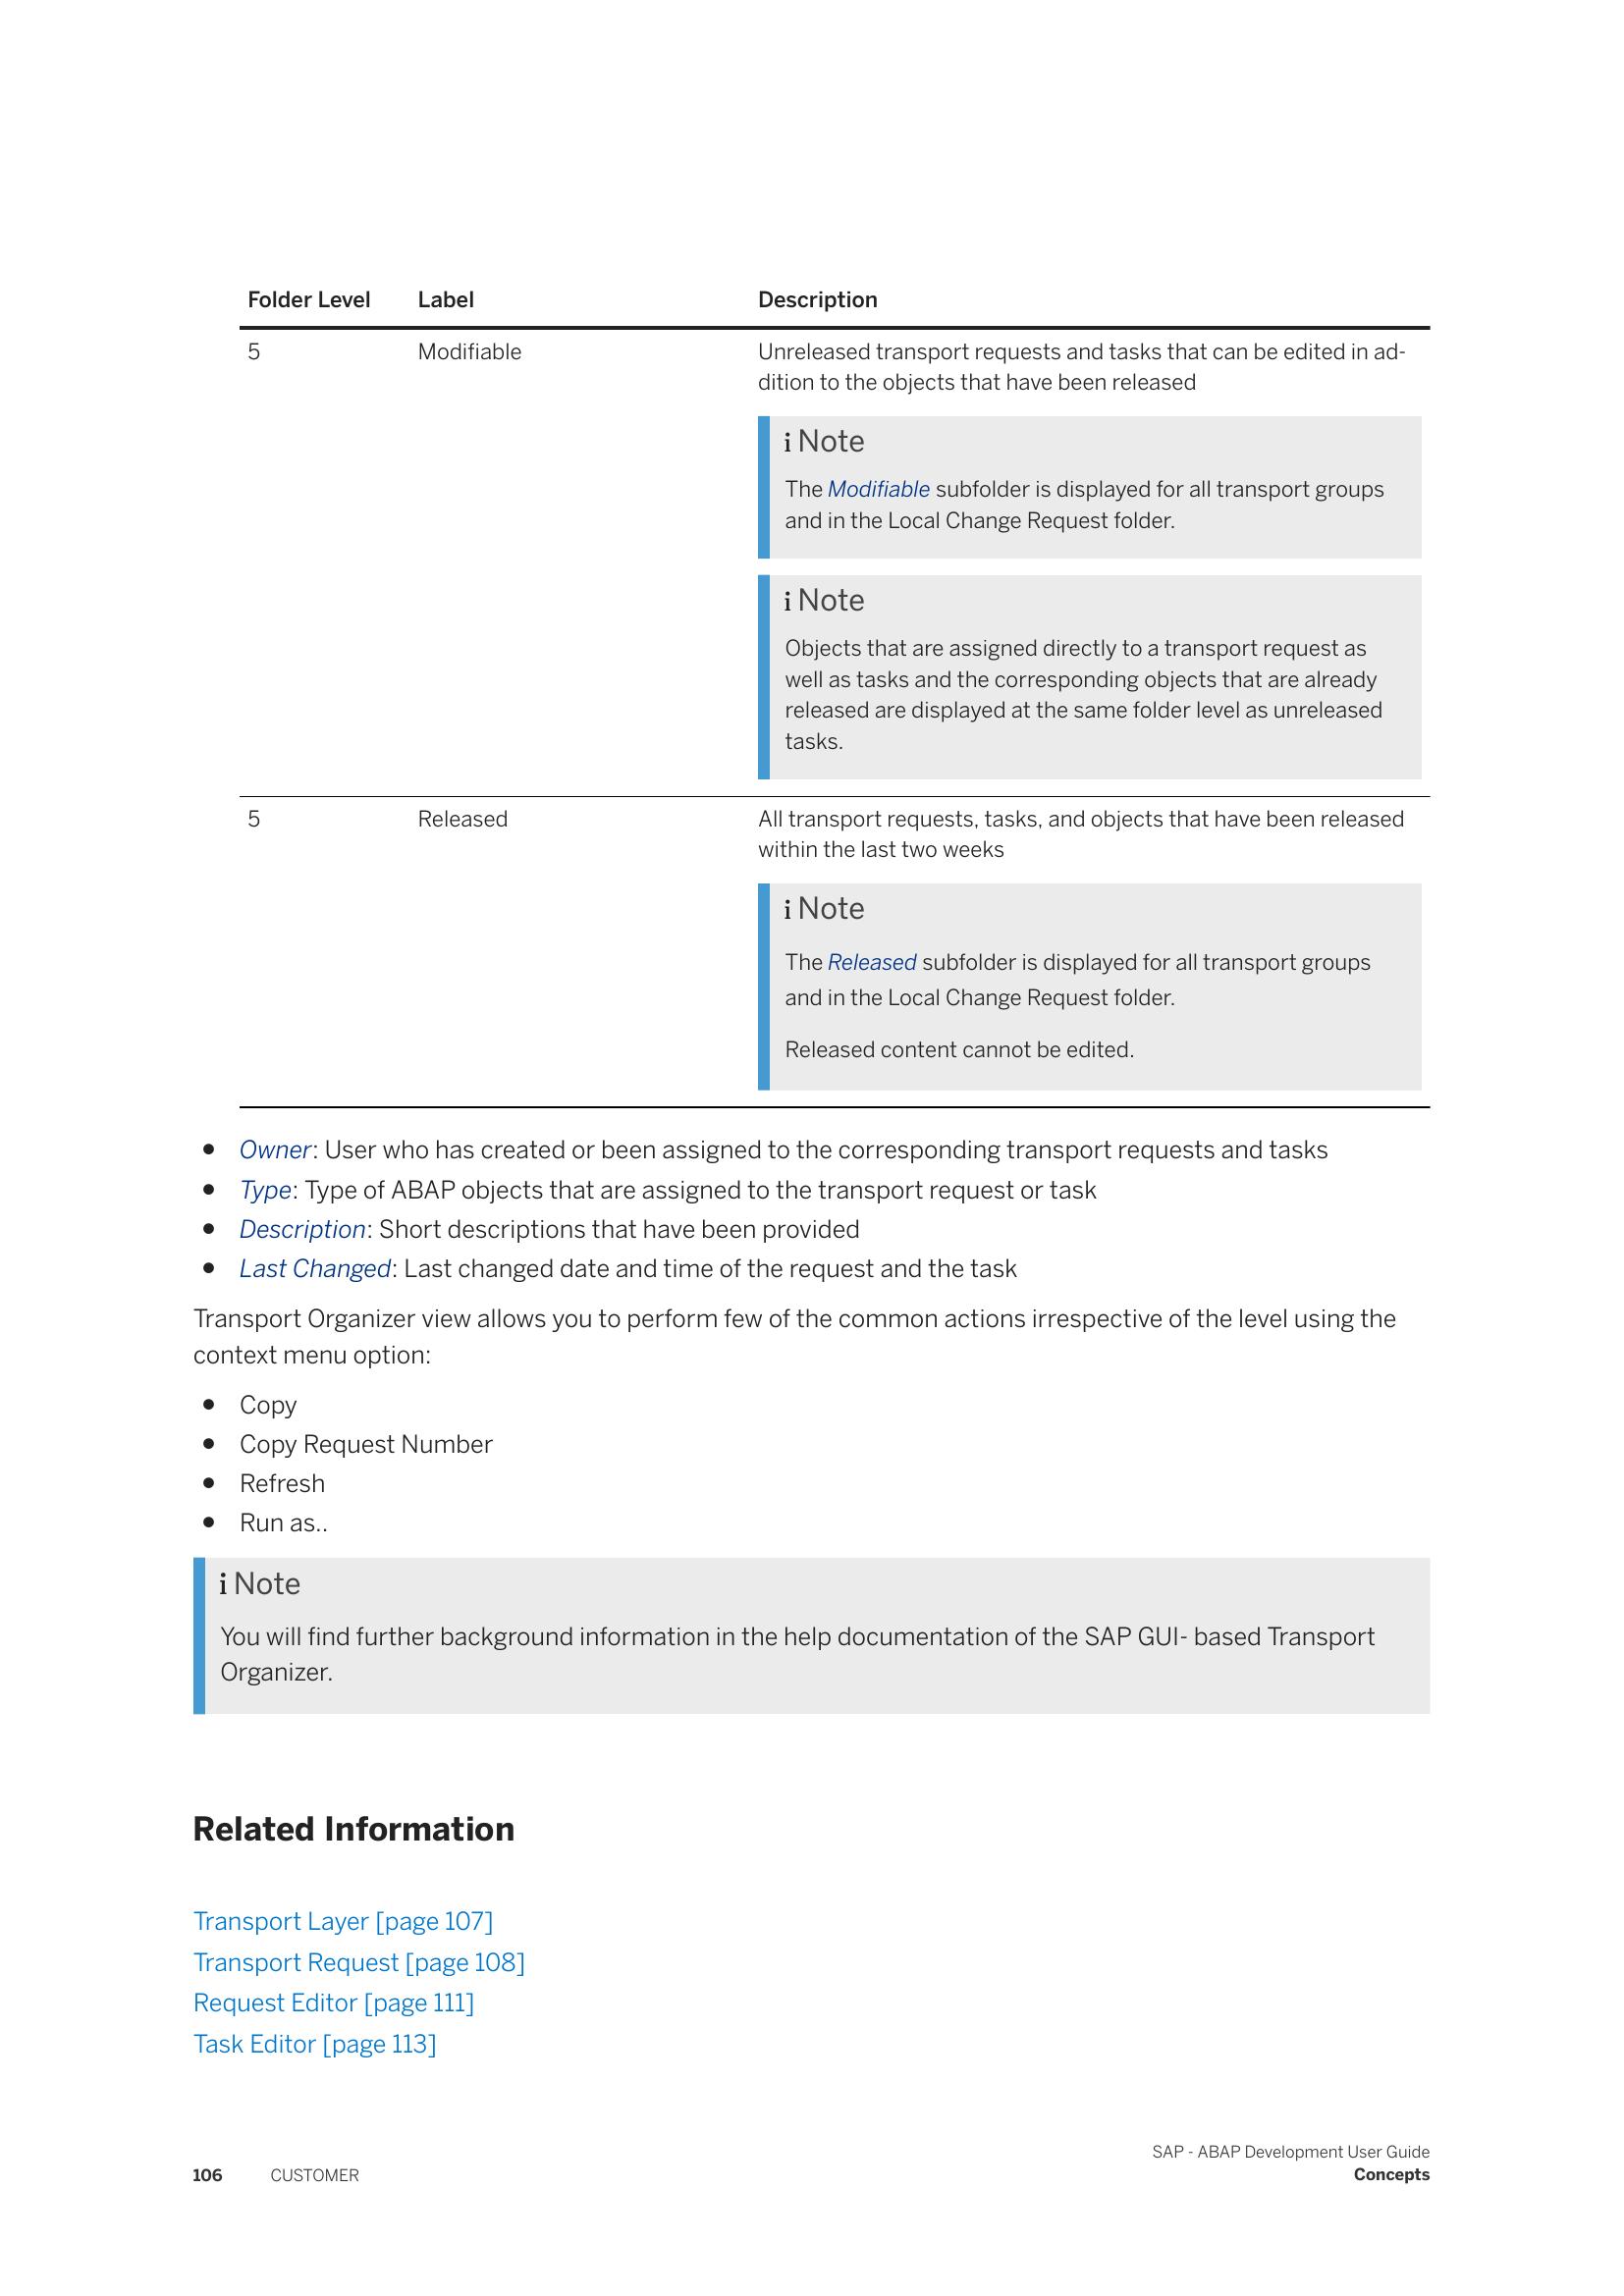 Folder Level Label Description
5 Modifiable Unreleased transport requests and tasks that can be edited in ad-
dition to the objects that have been released
i Note
The Modifiable subfolder is displayed for all transport groups
and in the Local Change Request folder.
i Note
Objects that are assigned directly to a transport request as
well as tasks and the corresponding objects that are already
released are displayed at the same folder level as unreleased
tasks.
5 Released All transport requests, tasks, and objects that have been released
within the last two weeks
i Note
The Released subfolder is displayed for all transport groups
and in the Local Change Request folder.
Released content cannot be edited.
• Owner: User who has created or been assigned to the corresponding transport requests and tasks
• Type: Type of ABAP objects that are assigned to the transport request or task
• Description: Short descriptions that have been provided
• Last Changed: Last changed date and time of the request and the task
Transport Organizer view allows you to perform few of the common actions irrespective of the level using the
context menu option:
• Copy
• Copy Request Number
• Refresh
• Run as..
i Note
You will find further background information in the help documentation of the SAP GUI- based Transport
Organizer.
Related Information
Transport Layer [page 107]
Transport Request [page 108]
Request Editor [page 111]
Task Editor [page 113]
SAP - ABAP Development User Guide
106 CUSTOMER Concepts